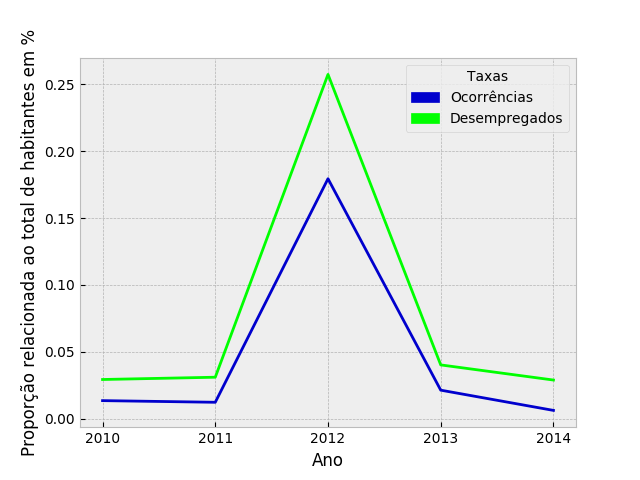 Proporção relacionada ao total de habitantes em %
0.25
0.20
0.15
0.10
0.05
0.00
Taxas
Ocorrências
Desempregados
2010 2011 2012 2013 2014
Ano